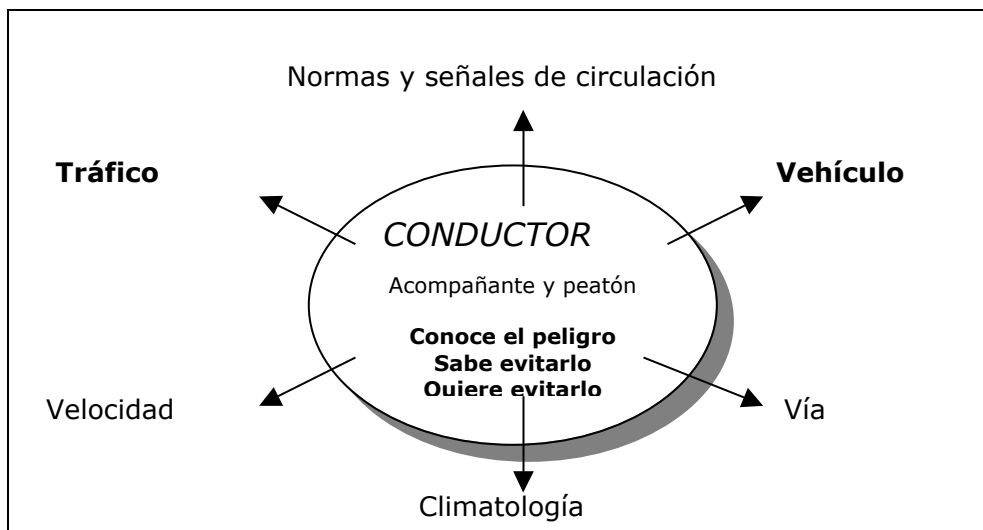 Normas y señales de circulación
Tráfico
Vehículo
CONDUCTOR
Acompañante y peatón
Conoce el peligro
Sabe evitarlo
Quiere evitarlo
Velocidad
Vía
Climatología